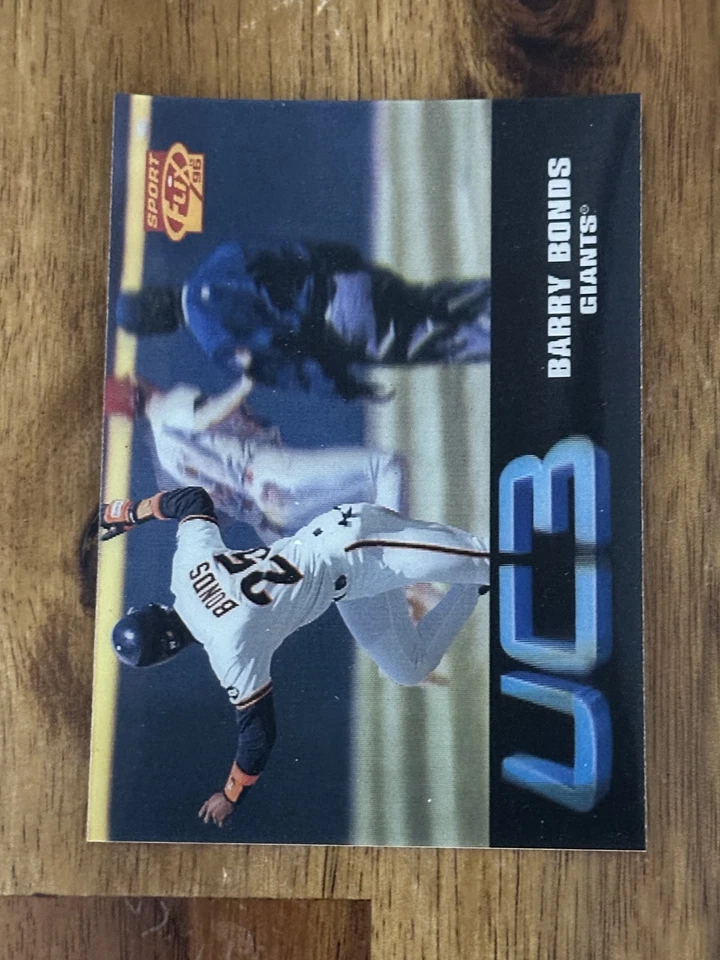 SPORT
flix
96
BONDS
25
BARRY BONDS
GIANTS®
UC3